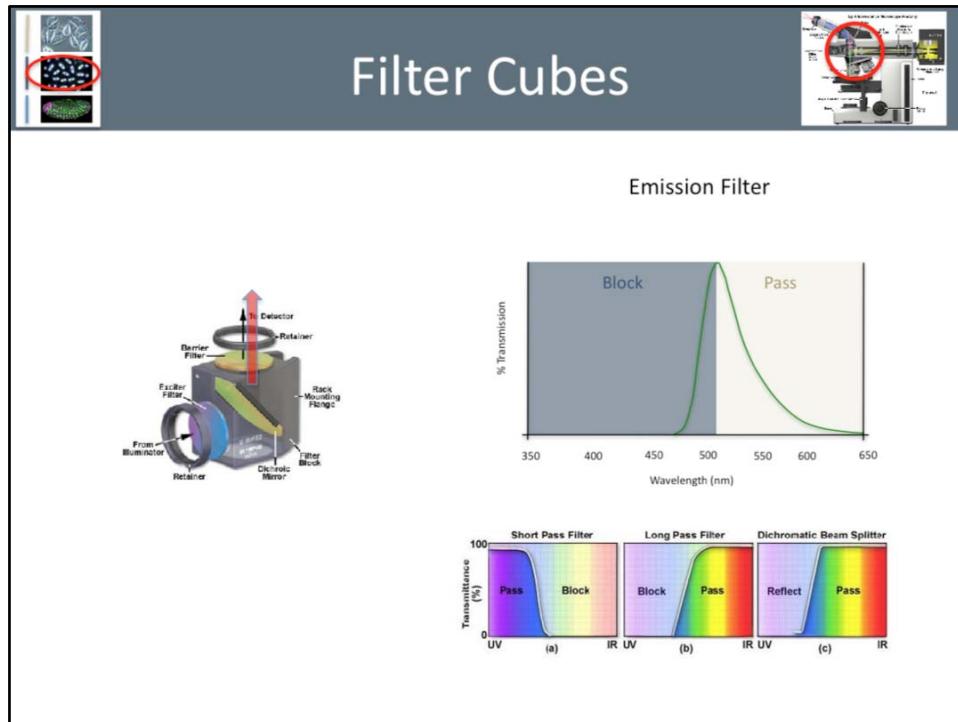 Filter Cubes
Emission Filter
Block
Pass
% Transmission
350
400
450
500
550
600
650
Wavelength (nm)
To Detector
Retainer
Barrier
Filter
Exciter
Filter
Rack
Mounting
Flange
From
Illuminator
Retainer
Dichroic
Mirror
Filter
Block
Short Pass Filter
Long Pass Filter
Dichromatic Beam Splitter
Transmittance
(%)
100
0
Pass
Block
Block
Pass
Reflect
Pass
UV
(a)
IR
UV
(b)
IR
UV
(c)
IR